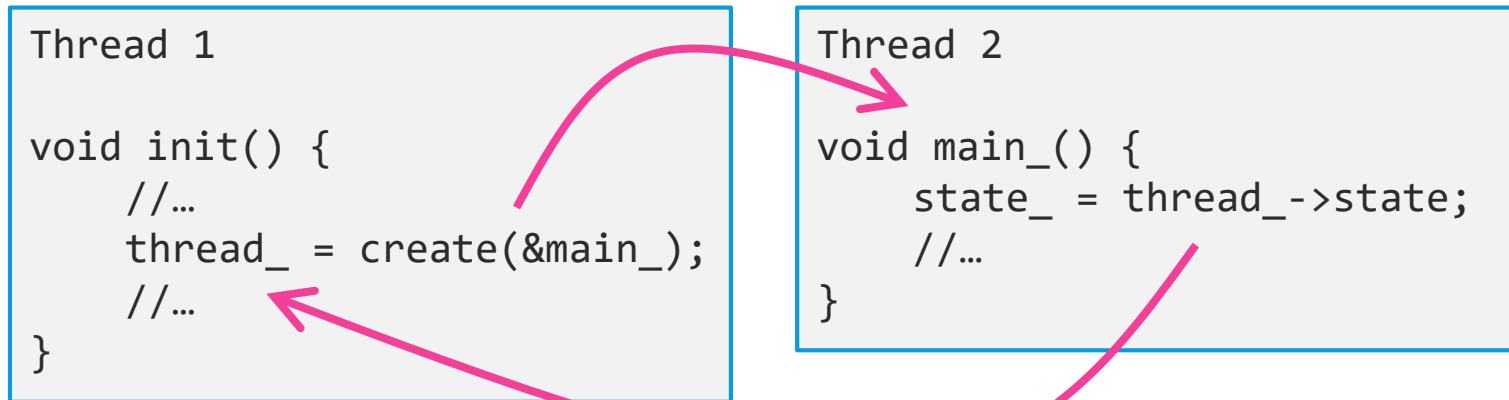 Thread 1
void init() {
//…
thread_ = create(&main_);
//…
}
Thread 2
void main_() {
state_ = thread_->state;
//…
}